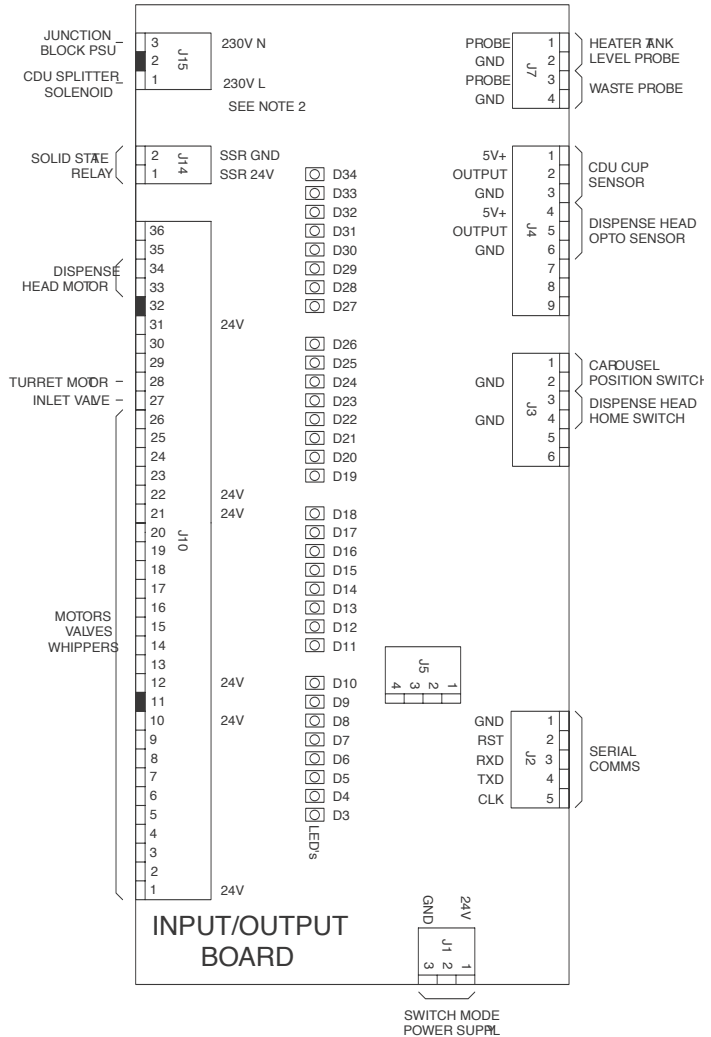 JUNCTION
BLOCK PSU
CDU SPLITTER
SOLENOID
3
2
1
J15
230V N
230V L
SEE NOTE 2
SOLID STATE
RELAY
2
1
J14
SSR GND
SSR 24V
DISPENSE
HEAD MOTOR
TURRET MOTOR
INLET VALVE
MOTORS
VALVES
WHIPPERS
36
35
34
33
32
31 24V
30
29
28
27
26
25
24
23
22 24V
21 24V
20
19
18
17
16
15
14
13
12 24V
11
10 24V
9
8
7
6
5
4
3
2
1 24V
J10
D34
D33
D32
D31
D30
D29
D28
D27
D26
D25
D24
D23
D22
D21
D20
D19
D18
D17
D16
D15
D14
D13
D12
D11
D10
D9
D8
D7
D6
D5
D4
D3
LED's
PROBE 1
GND 2
PROBE 3
GND 4
J7
HEATER TANK
LEVEL PROBE
WASTE PROBE
5V+ 1
OUTPUT 2
GND 3
5V+ 4
OUTPUT 5
GND 6
7
8
9
J4
CDU CUP
SENSOR
DISPENSE HEAD
OPTO SENSOR
1
GND 2
3
GND 4
5
6
J3
CAROUSEL
POSITION SWITCH
DISPENSE HEAD
HOME SWITCH
J5
4 3 2 1
GND 1
RST 2
RXD 3
TXD 4
CLK 5
J2
SERIAL
COMMS
INPUT/OUTPUT
BOARD
GND 24V
J1
3 2 1
SWITCH MODE
POWER SUPPLY